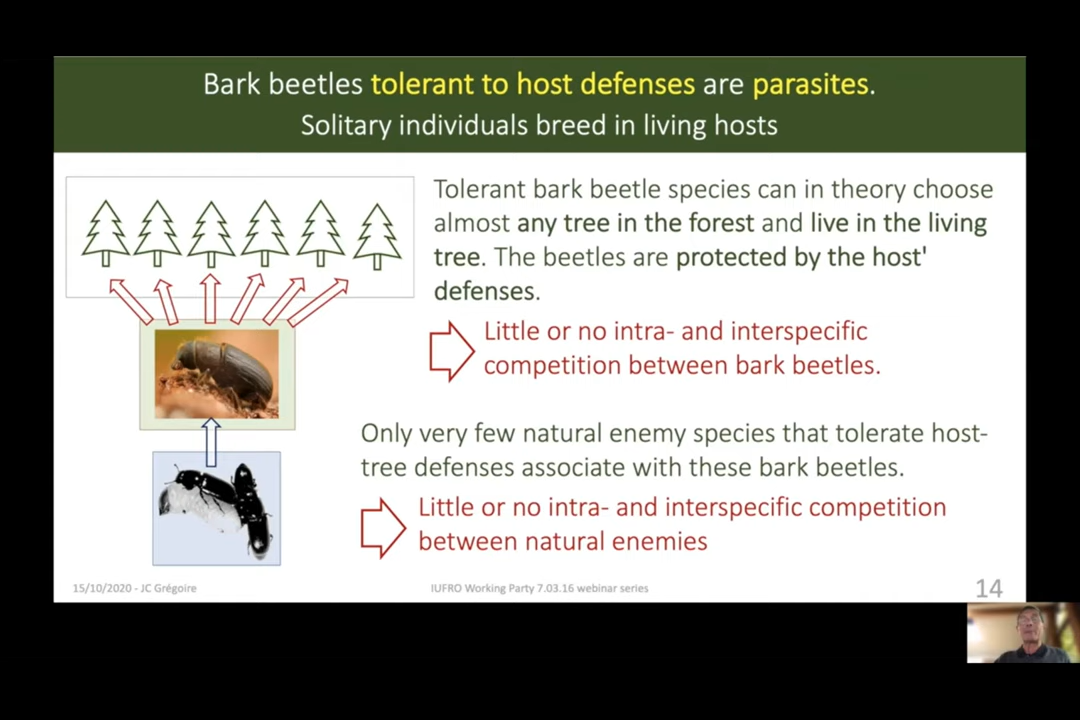 Bark beetles tolerant to host defenses are parasites.
Solitary individuals breed in living hosts
Tolerant bark beetle species can in theory choose
almost any tree in the forest and live in the living
tree. The beetles are protected by the host'
defenses.
Little or no intra- and interspecific
competition between bark beetles.
Only very few natural enemy species that tolerate host-
tree defenses associate with these bark beetles.
Little or no intra- and interspecific competition
between natural enemies
15/10/2020 - JC Grégoire
IUFRO Working Party 7.03.16 webinar series
14